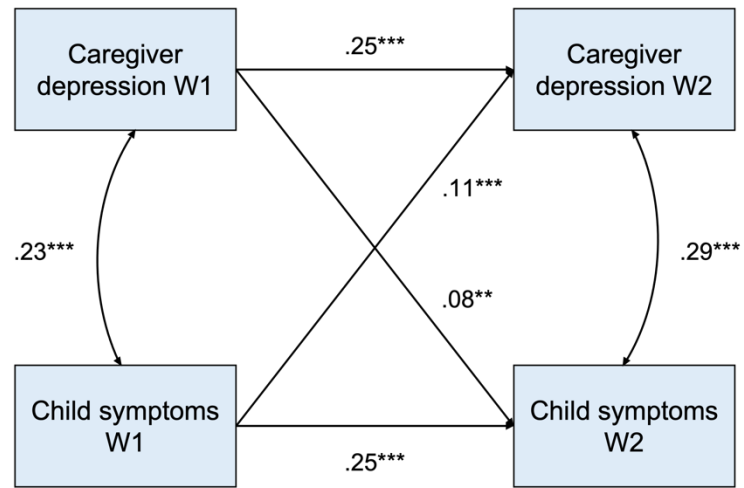 Caregiver
depression W1
.25***
Caregiver
depression W2
.11***
.23***
.29***
.08**
Child symptoms
W1
.25***
Child symptoms
W2